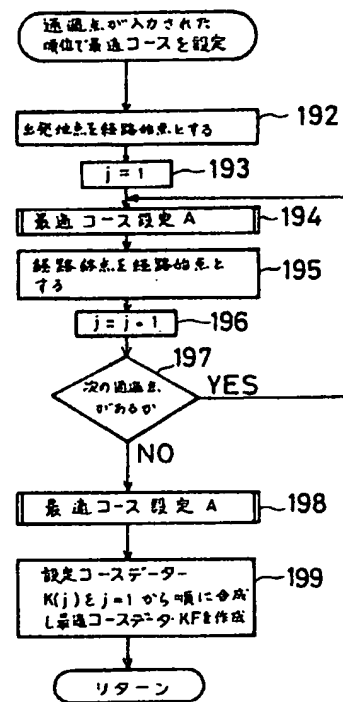 通過点が入力された
順位で最適コースを設定
出発地点を経路始点とする
192
j = 1
193
最適コース設定 A
194
経路終点を経路始点と
する
195
j = j - 1
196
197
次の通過点
があるか
YES
NO
最適コース設定 A
198
設定コースデーター
K(j)をj=1から順に合成
し最適コースデータ・KFを作成
199
リターン